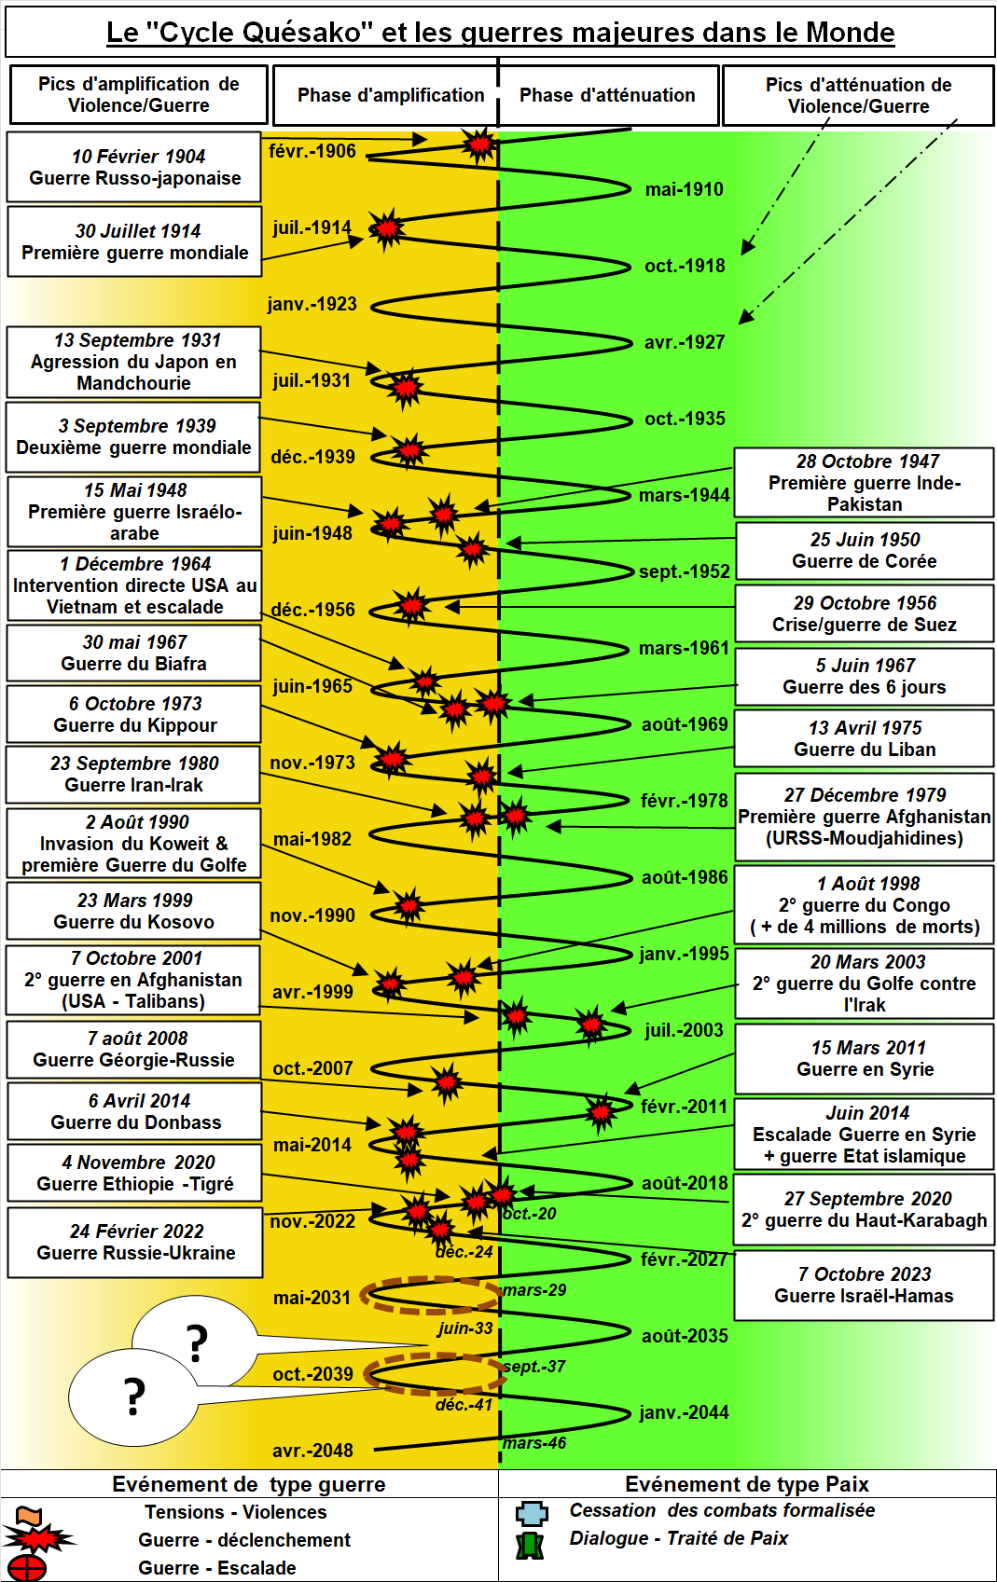 Le "Cycle Quésako" et les guerres majeures dans le Monde
Pics d'amplification de
Violence/Guerre
Phase d'amplification
Phase d'atténuation
Pics d'atténuation de
Violence/Guerre
10 Février 1904
Guerre Russo-japonaise
30 Juillet 1914
Première guerre mondiale
13 Septembre 1931
Agression du Japon en
Mandchourie
3 Septembre 1939
Deuxième guerre mondiale
15 Mai 1948
Première guerre Israélo-
arabe
1 Décembre 1964
Intervention directe USA au
Vietnam et escalade
30 mai 1967
Guerre du Biafra
6 Octobre 1973
Guerre du Kippour
23 Septembre 1980
Guerre Iran-Irak
2 Août 1990
Invasion du Koweit &
première Guerre du Golfe
23 Mars 1999
Guerre du Kosovo
7 Octobre 2001
2° guerre en Afghanistan
(USA - Talibans)
7 août 2008
Guerre Géorgie-Russie
6 Avril 2014
Guerre du Donbass
4 Novembre 2020
Guerre Ethiopie -Tigré
24 Février 2022
Guerre Russie-Ukraine
févr.-1906
juil.-1914
janv.-1923
juil.-1931
déc.-1939
juin-1948
déc.-1956
juin-1965
nov.-1973
mai-1982
nov.-1990
avr.-1999
oct.-2007
mai-2014
nov.-2022
mai-2031
oct.-2039
avr.-2048
mai-1910
oct.-1918
avr.-1927
oct.-1935
mars-1944
sept.-1952
mars-1961
août-1969
févr.-1978
août-1986
janv.-1995
juil.-2003
févr.-2011
août-2018
févr.-2027
août-2035
janv.-2044
oct.-20
déc.-24
mars-29
juin-33
sept.-37
déc.-41
mars-46
28 Octobre 1947
Première guerre Inde-
Pakistan
25 Juin 1950
Guerre de Corée
29 Octobre 1956
Crise/guerre de Suez
5 Juin 1967
Guerre des 6 jours
13 Avril 1975
Guerre du Liban
27 Décembre 1979
Première guerre Afghanistan
(URSS-Moudjahidines)
1 Août 1998
2° guerre du Congo
( + de 4 millions de morts)
20 Mars 2003
2° guerre du Golfe contre
l'Irak
15 Mars 2011
Guerre en Syrie
Juin 2014
Escalade Guerre en Syrie
+ guerre Etat islamique
27 Septembre 2020
2° guerre du Haut-Karabagh
7 Octobre 2023
Guerre Israël-Hamas
?
?
Evénement de type guerre
Tensions - Violences
Guerre - déclenchement
Guerre - Escalade
Evénement de type Paix
Cessation des combats formalisée
Dialogue - Traité de Paix